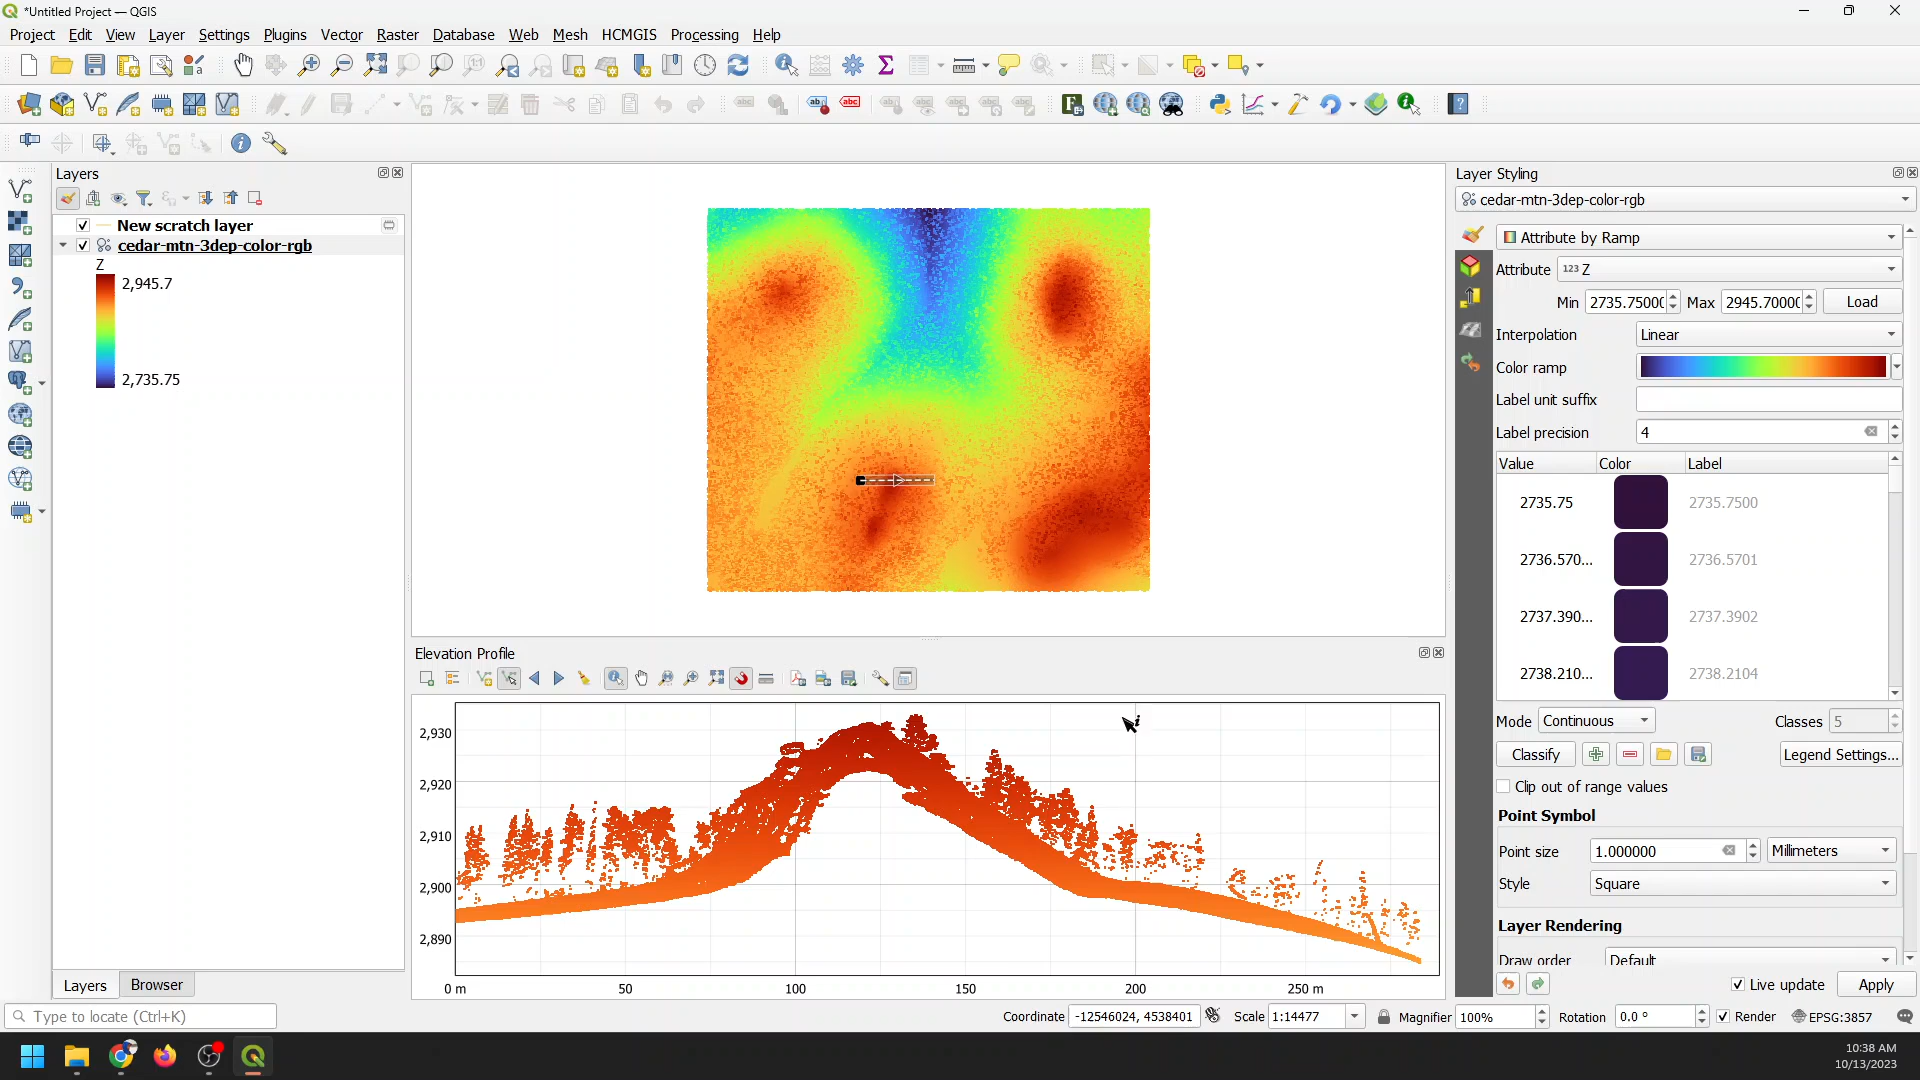 *Untitled Project — QGIS
Project Edit View Layer Settings Plugins Vector Raster Database Web Mesh HCMGIS Processing Help
Layers
New scratch layer
cedar-mtn-3dep-color-rgb
Z
2,945.7
2,735.75
Layers Browser
Type to locate (Ctrl+K)
Elevation Profile
2,930
2,920
2,910
2,900
2,890
0 m 50 100 150 200 250 m
Layer Styling
cedar-mtn-3dep-color-rgb
Attribute by Ramp
Attribute 123 Z
Min 2735.7500 Max 2945.7000 Load
Interpolation Linear
Color ramp
Label unit suffix
Label precision 4
Value Color Label
2735.75 2735.7500
2736.570... 2736.5701
2737.390... 2737.3902
2738.210... 2738.2104
Mode Continuous Classes 5
Classify Legend Settings...
Clip out of range values
Point Symbol
Point size 1.000000 Millimeters
Style Square
Layer Rendering
Draw order Default
Live update Apply
Coordinate -12546024, 4538401 Scale 1:14477 Magnifier 100% Rotation 0.0 ° Render EPSG:3857
10:38 AM
10/13/2023